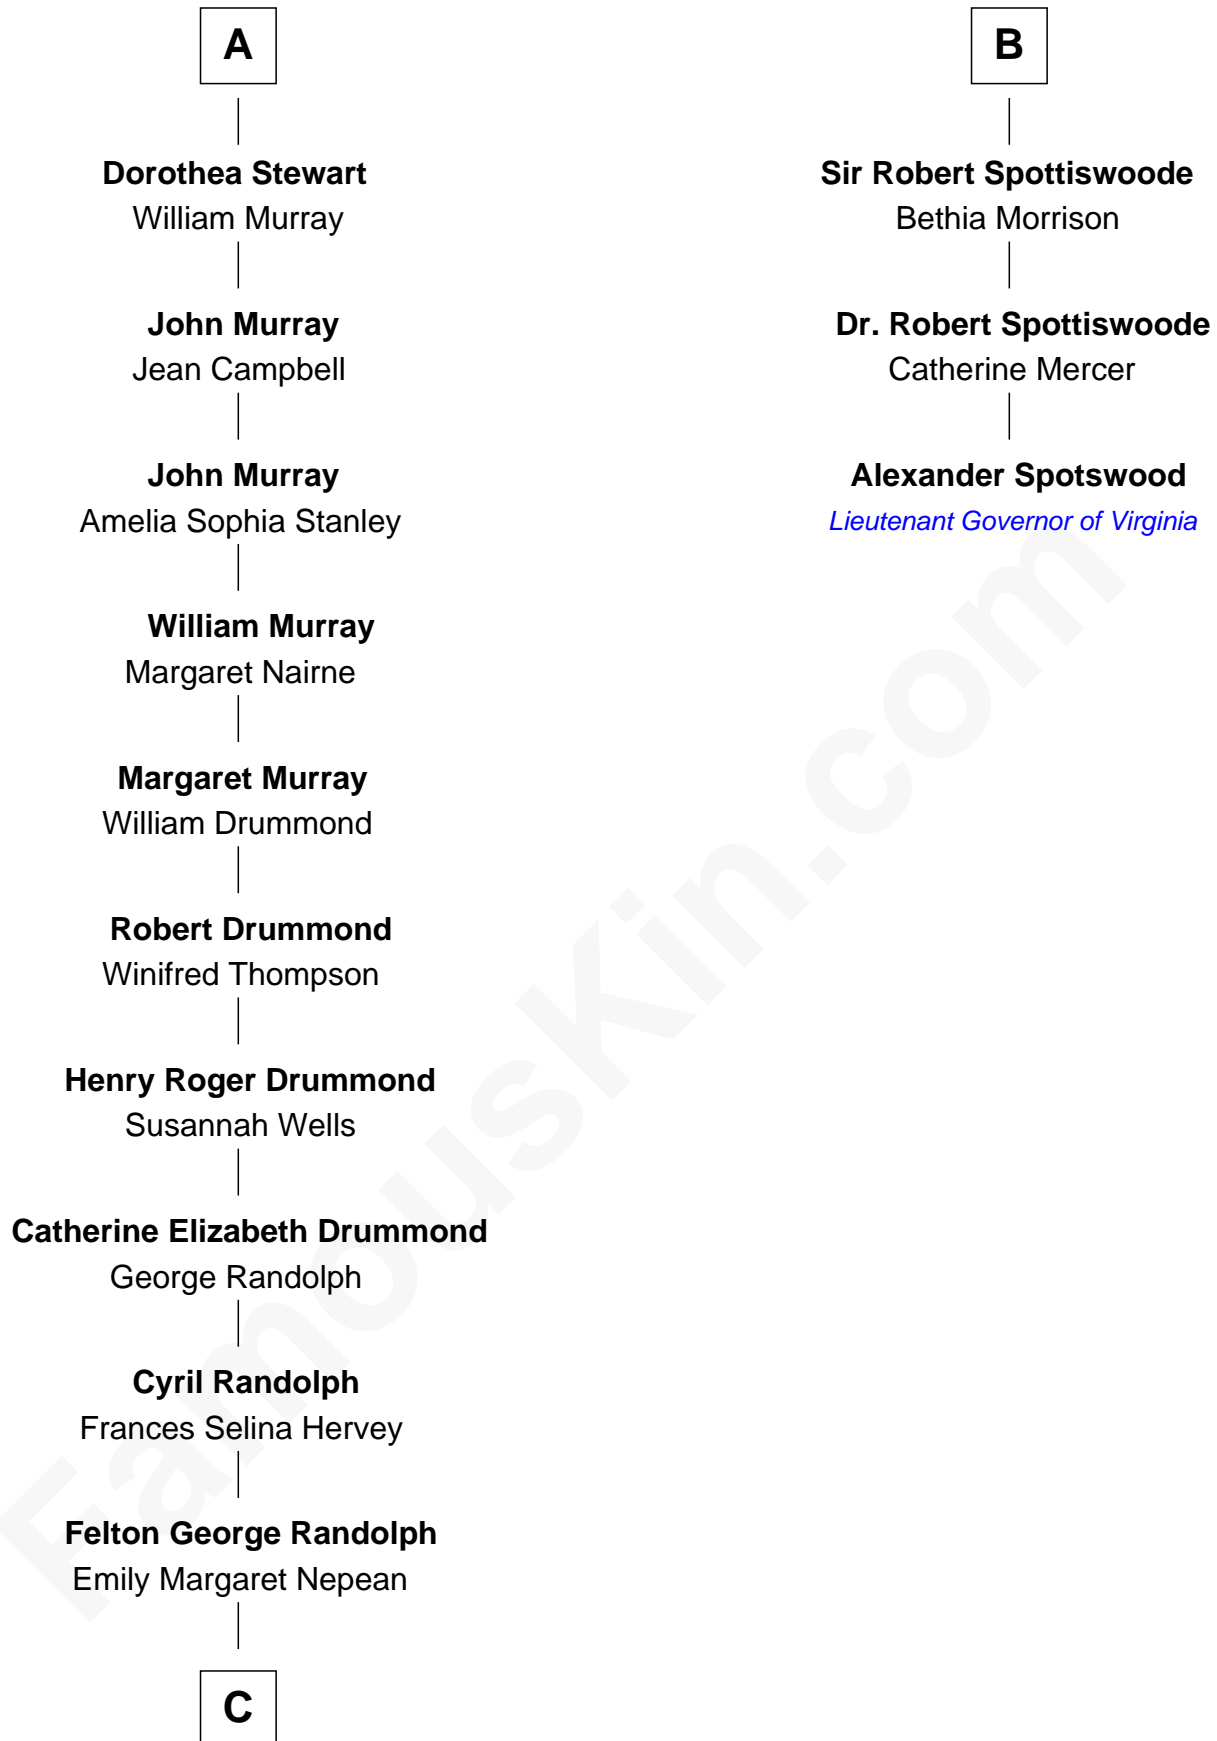 A
Dorothea Stewart
William Murray
John Murray
Jean Campbell
John Murray
Amelia Sophia Stanley
William Murray
Margaret Nairne
Margaret Murray
William Drummond
Robert Drummond
Winifred Thompson
Henry Roger Drummond
Susannah Wells
Catherine Elizabeth Drummond
George Randolph
Cyril Randolph
Frances Selina Hervey
Felton George Randolph
Emily Margaret Nepean
C
B
Sir Robert Spottiswoode
Bethia Morrison
Dr. Robert Spottiswoode
Catherine Mercer
Alexander Spotswood
Lieutenant Governor of Virginia
FamousKin.com